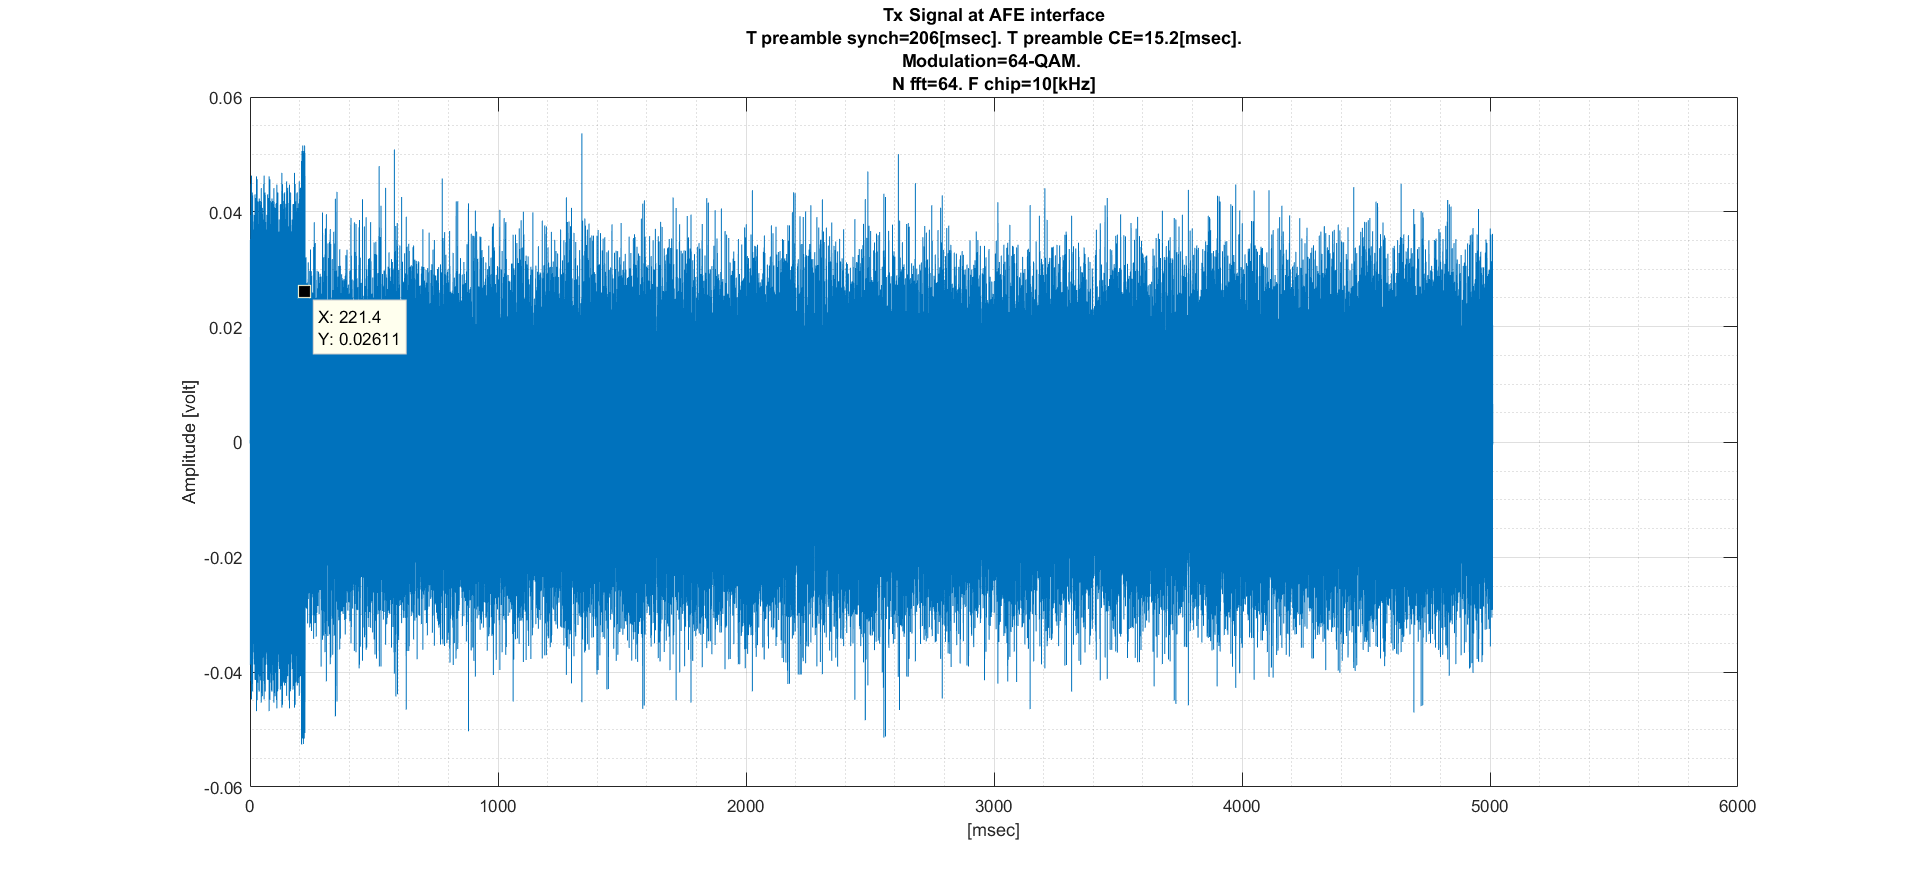 Tx Signal at AFE interface
T preamble synch=206[msec]. T preamble CE=15.2[msec].
Modulation=64-QAM.
N fft=64. F chip=10[kHz]
0.06
0.04
0.02
0
-0.02
-0.04
-0.06
Amplitude [volt]
X: 221.4
Y: 0.02611
0 1000 2000 3000 4000 5000 6000
[msec]